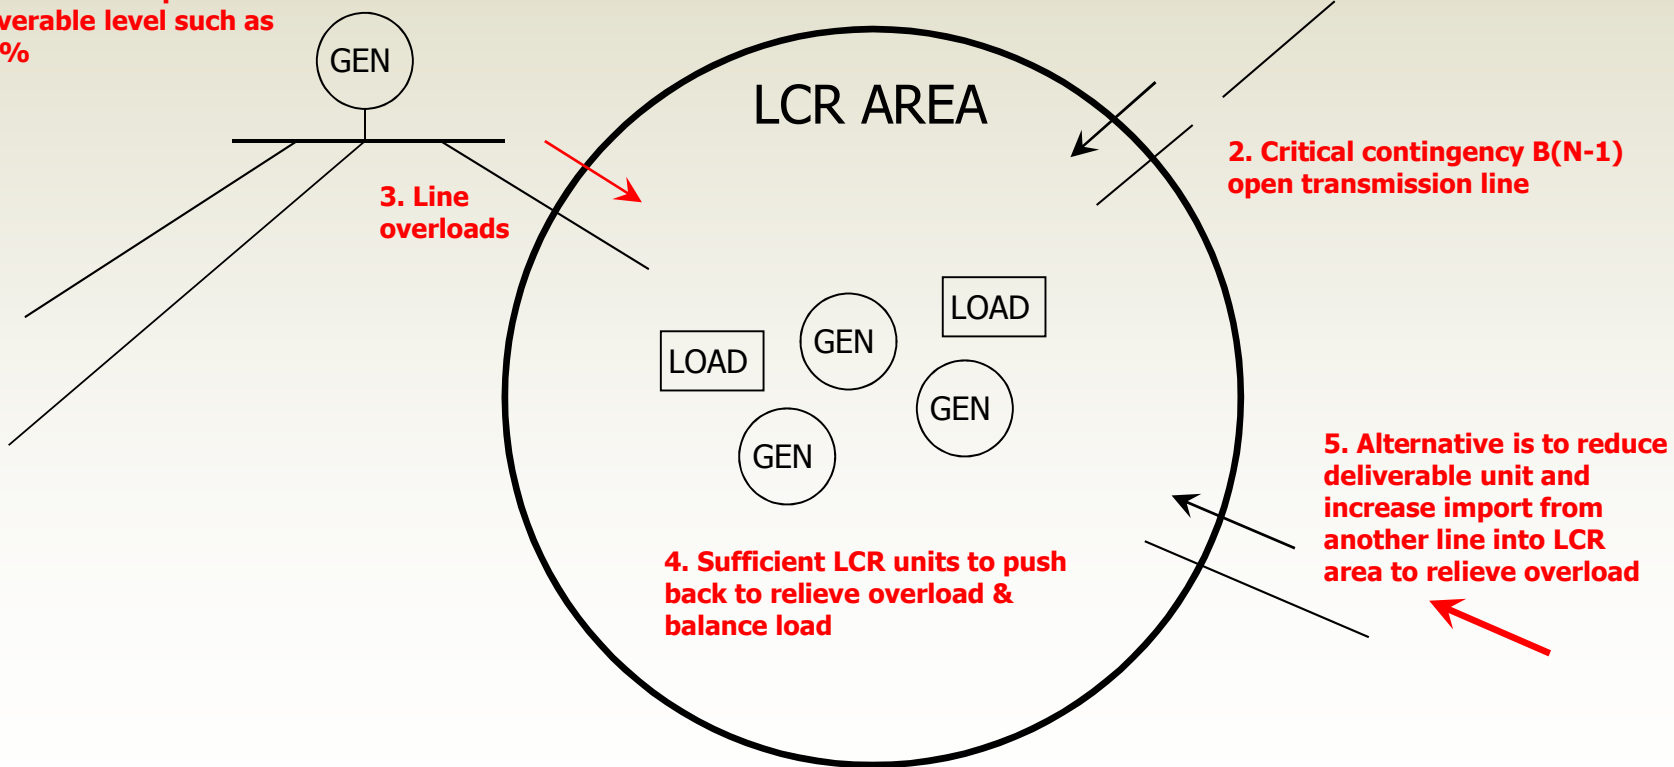 verable level such as
%
GEN
LCR AREA
2. Critical contingency B(N-1)
open transmission line
3. Line
overloads
LOAD
GEN
LOAD
GEN
GEN
5. Alternative is to reduce
deliverable unit and
increase import from
another line into LCR
area to relieve overload
4. Sufficient LCR units to push
back to relieve overload &
balance load